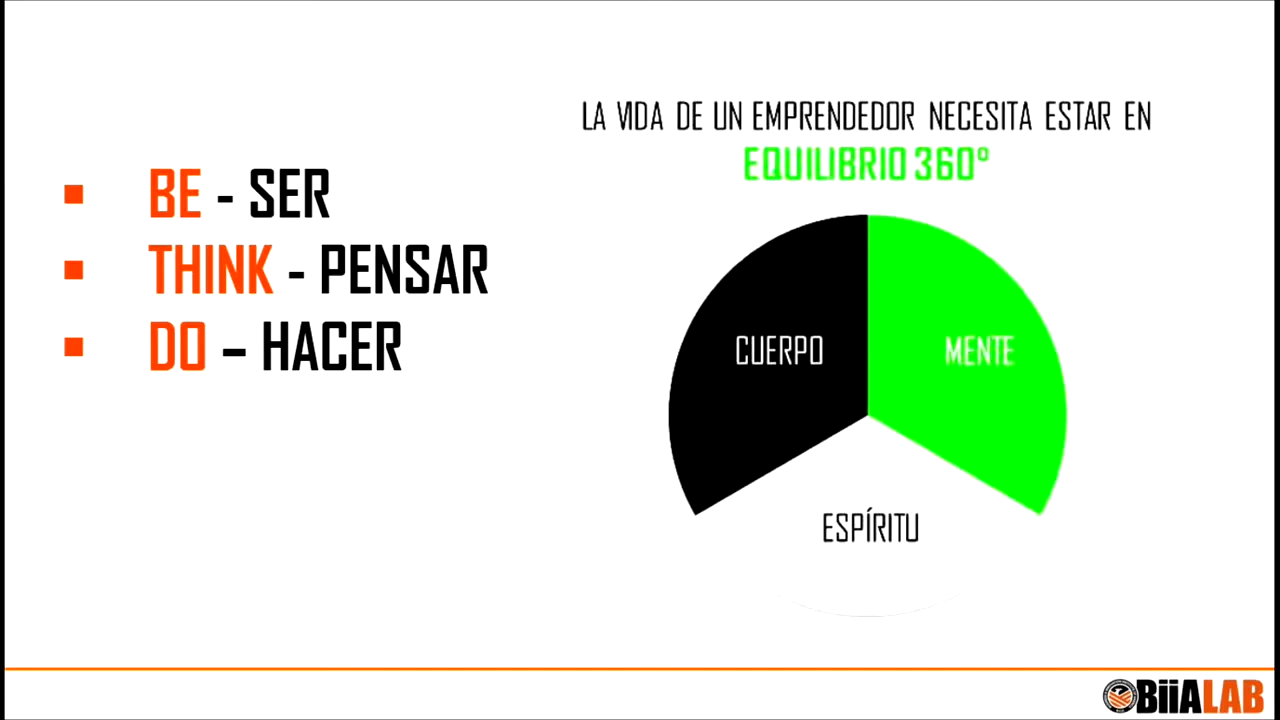 ▪ BE - SER
▪ THINK - PENSAR
▪ DO – HACER
LA VIDA DE UN EMPRENDEDOR NECESITA ESTAR EN
EQUILIBRIO 360º
CUERPO
MENTE
ESPÍRITU
BiiALAB